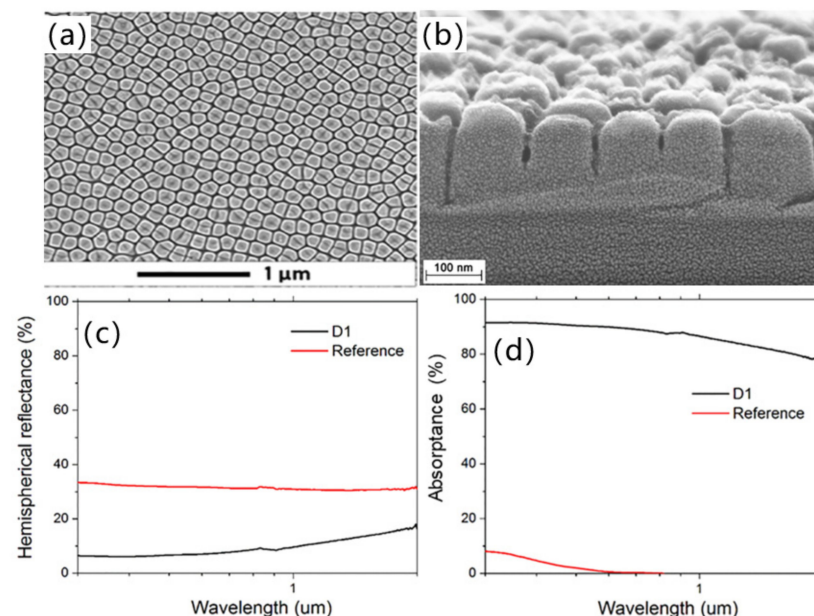 (a)
1 μm
(b)
100 nm
(c)
Hemispherical reflectance (%)
100
80
60
40
20
0
D1
Reference
1
Wavelength (um)
(d)
Absorptance (%)
100
80
60
40
20
0
D1
Reference
1
Wavelength (um)